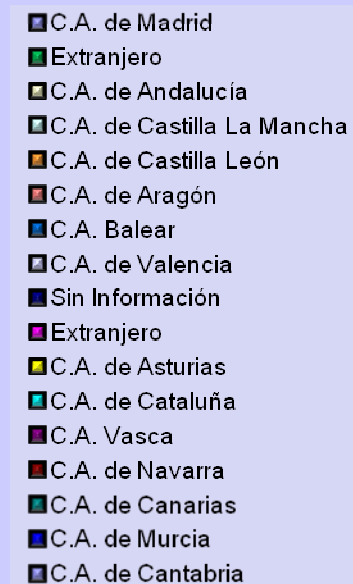 C.A. de Madrid
Extranjero
C.A. de Andalucía
C.A. de Castilla La Mancha
C.A. de Castilla León
C.A. de Aragón
C.A. Balear
C.A. de Valencia
Sin Información
Extranjero
C.A. de Asturias
C.A. de Cataluña
C.A. Vasca
C.A. de Navarra
C.A. de Canarias
C.A. de Murcia
C.A. de Cantabria